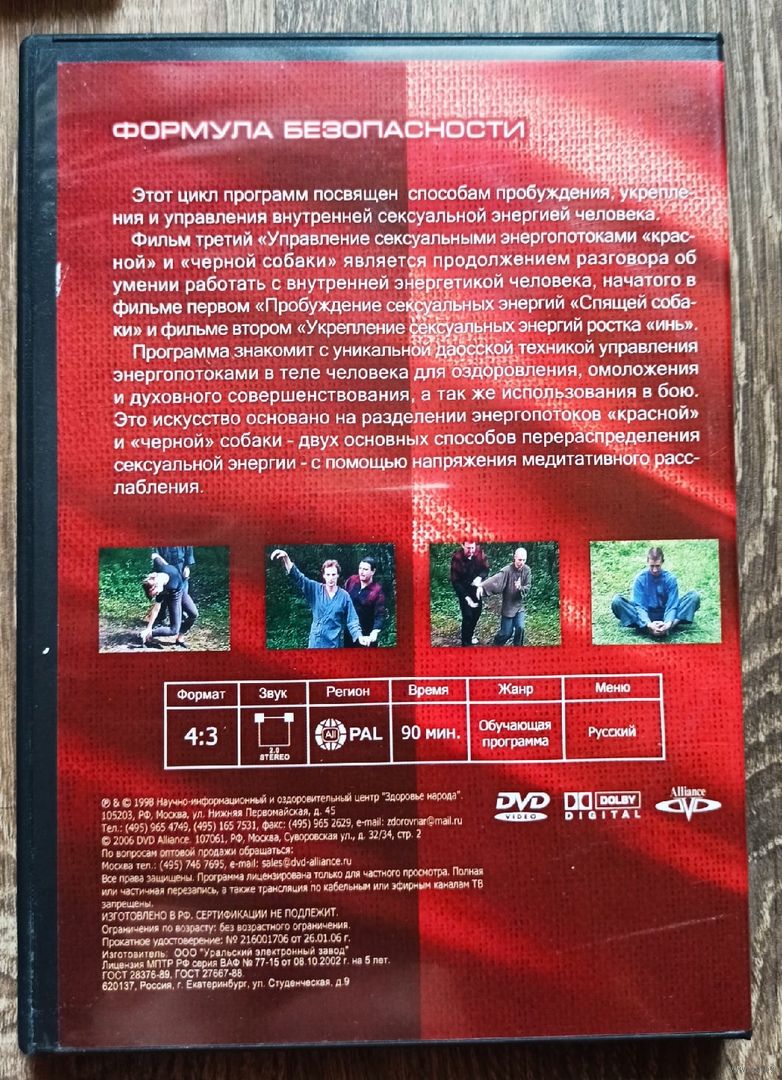 ФОРМУЛА БЕЗОПАСНОСТИ
Этот цикл программ посвящен способам пробуждения, укрепле-
ния и управления внутренней сексуальной энергией человека.
Фильм третий «Управление сексуальными энергопотоками «крас-
ной» и «черной собаки» является продолжением разговора об
умении работать с внутренней энергетикой человека, начатого в
фильме первом «Пробуждение сексуальных энергий «Спящей соба-
ки» и фильме втором «Укрепление сексуальных энергий ростка «инь».
Программа знакомит с уникальной даосской техникой управления
энергопотоками в теле человека для оздоровления, омоложения
и духовного совершенствования, а так же использования в бою.
Это искусство основано на разделении энергопотоков «красной»
и «черной» собаки - двух основных способов перераспределения
сексуальной энергии - с помощью напряжения медитативного расс-
лабления.
Формат Звук Регион Время Жанр Меню
4:3 2.0 STEREO All PAL 90 мин. Обучающая программа Русский
℗ & © 1998 Научно-информационный и оздоровительный центр "Здоровье народа".
105203, РФ, Москва, ул. Нижняя Первомайская, д. 45
Тел.: (495) 965 4749, (495) 165 7531, факс: (495) 965 2629, e-mail: zdorovnar@mail.ru
© 2006 DVD Alliance. 107061, РФ, Москва, Суворовская ул., д. 32/34, стр. 2
По вопросам оптовой продажи обращаться:
Москва тел.: (495) 746 7695, e-mail: sales@dvd-alliance.ru
Все права защищены. Программа лицензирована только для частного просмотра. Полная
или частичная перезапись, а также трансляция по кабельным или эфирным каналам ТВ
запрещены.
ИЗГОТОВЛЕНО В РФ. СЕРТИФИКАЦИИ НЕ ПОДЛЕЖИТ.
Ограничения по возрасту: без возрастного ограничения.
Прокатное удостоверение: № 216001706 от 26.01.06 г.
Изготовитель: ООО "Уральский электронный завод"
Лицензия МПТР РФ серия ВАФ № 77-15 от 08.10.2002 г. на 5 лет.
ГОСТ 28376-89, ГОСТ 27667-88.
620137, Россия, г. Екатеринбург, ул. Студенческая, д.9
DVD VIDEO
DOLBY DIGITAL
Alliance DVD